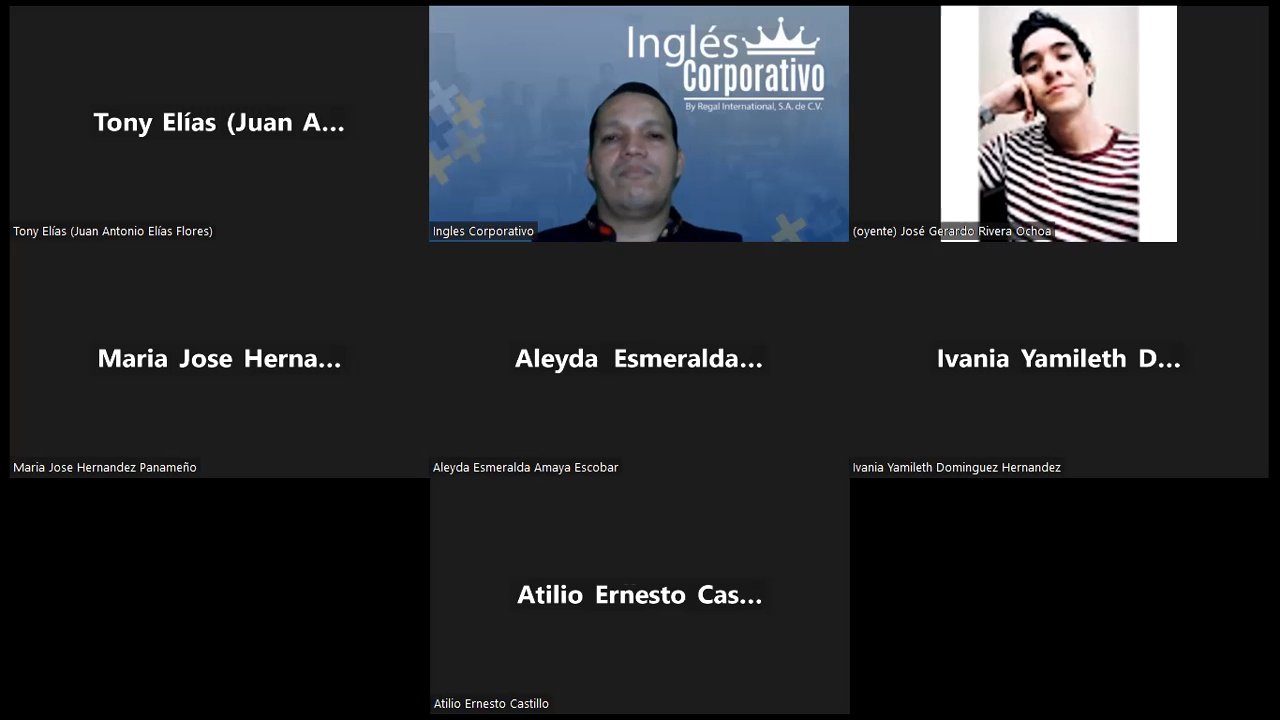 Tony Elías (Juan A...
Tony Elías (Juan Antonio Elías Flores)
Inglés
Corporativo
By Regal International, S.A. de C.V.
Ingles Corporativo
(oyente) José Gerardo Rivera Ochoa
Maria Jose Herna...
Maria Jose Hernandez Panameño
Aleyda Esmeralda...
Aleyda Esmeralda Amaya Escobar
Ivania Yamileth D...
Ivania Yamileth Dominguez Hernandez
Atilio Ernesto Cas...
Atilio Ernesto Castillo